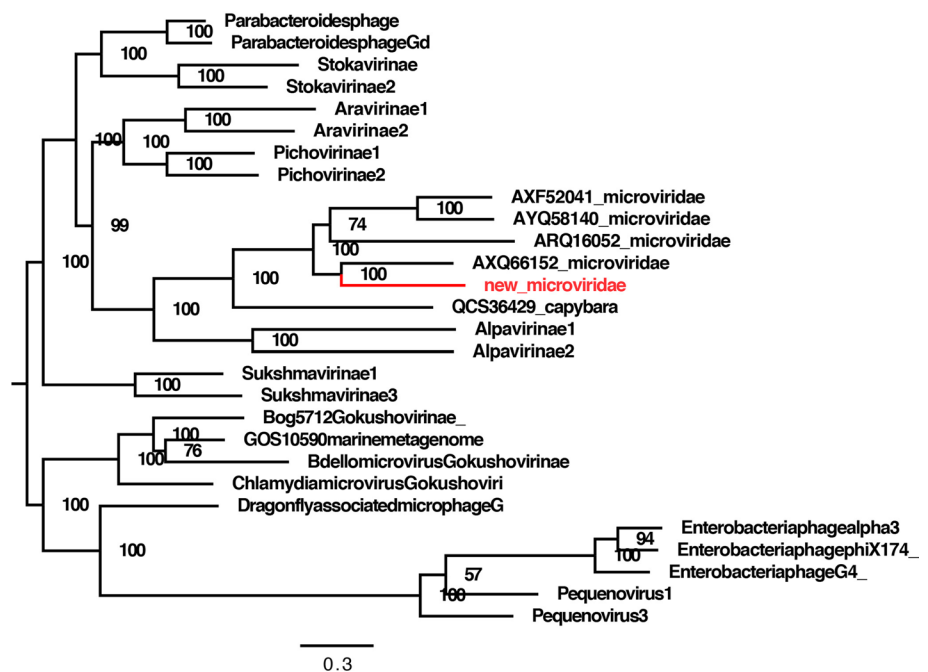 Parabacteroidesphage
100
ParabacteroidesphageGd
100
Stokavirinae
100
Stokavirinae2
Aravirinae1
100
Aravirinae2
100
100
Pichovirinae1
100
Pichovirinae2
AXF52041_microviridae
100
AYQ58140_microviridae
99
74
ARQ16052_microviridae
100
100
AXQ66152_microviridae
100
100
new_microviridae
QCS36429_capybara
100
Alpavirinae1
100
Alpavirinae2
Sukshmavirinae1
100
Sukshmavirinae3
Bog5712Gokushovirinae_
100
GOS10590marinemetagenome
76
100
BdellomicrovirusGokushovirinae
ChlamydiamicrovirusGokushoviri
100
DragonflyassociatedmicrophageG
Enterobacteriaphagealpha3
94
100
EnterobacteriaphagephiX174_
100
EnterobacteriaphageG4_
57
100
Pequenovirus1
Pequenovirus3
0.3